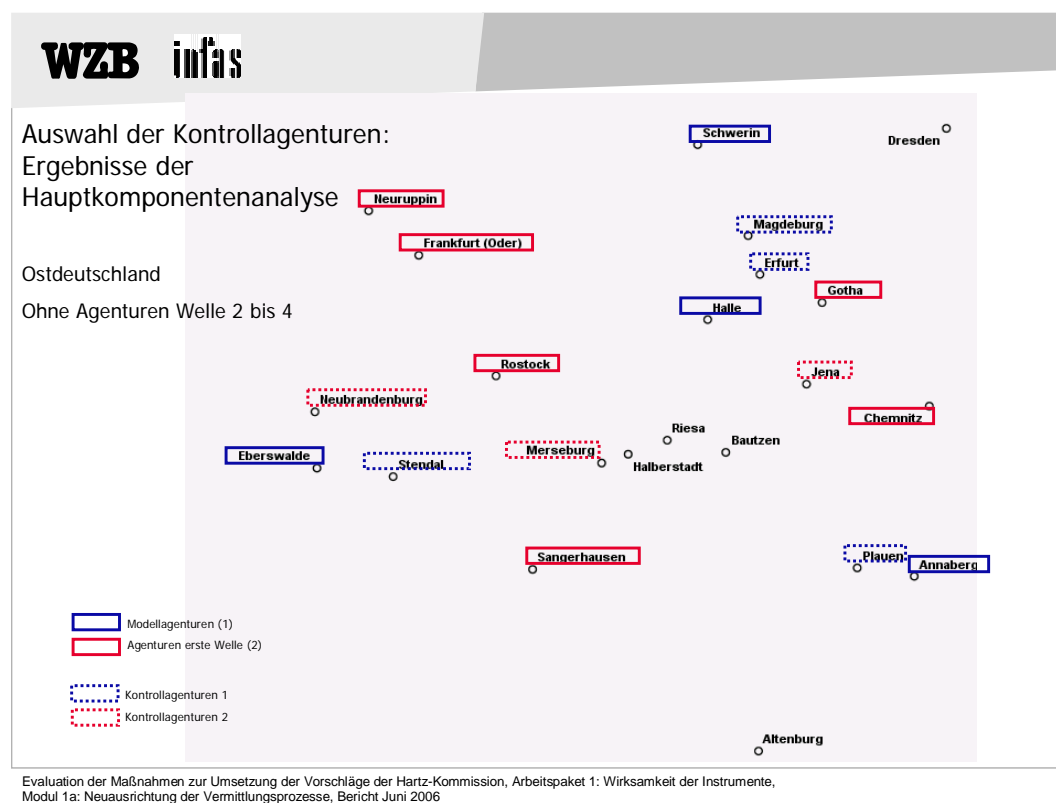 WZB infas
Auswahl der Kontrollagenturen:
Ergebnisse der
Hauptkomponentenanalyse
Ostdeutschland
Ohne Agenturen Welle 2 bis 4
Schwerin
Dresden
Neuruppin
Magdeburg
Frankfurt (Oder)
Erfurt
Gotha
Halle
Rostock
Jena
Neubrandenburg
Chemnitz
Riesa
Bautzen
Merseburg
Eberswalde
Stendal
Halberstadt
Sangerhausen
Plauen
Annaberg
Modellagenturen (1)
Agenturen erste Welle (2)
Kontrollagenturen 1
Kontrollagenturen 2
Altenburg
Evaluation der Maßnahmen zur Umsetzung der Vorschläge der Hartz-Kommission, Arbeitspaket 1: Wirksamkeit der Instrumente,
Modul 1a: Neuausrichtung der Vermittlungsprozesse, Bericht Juni 2006